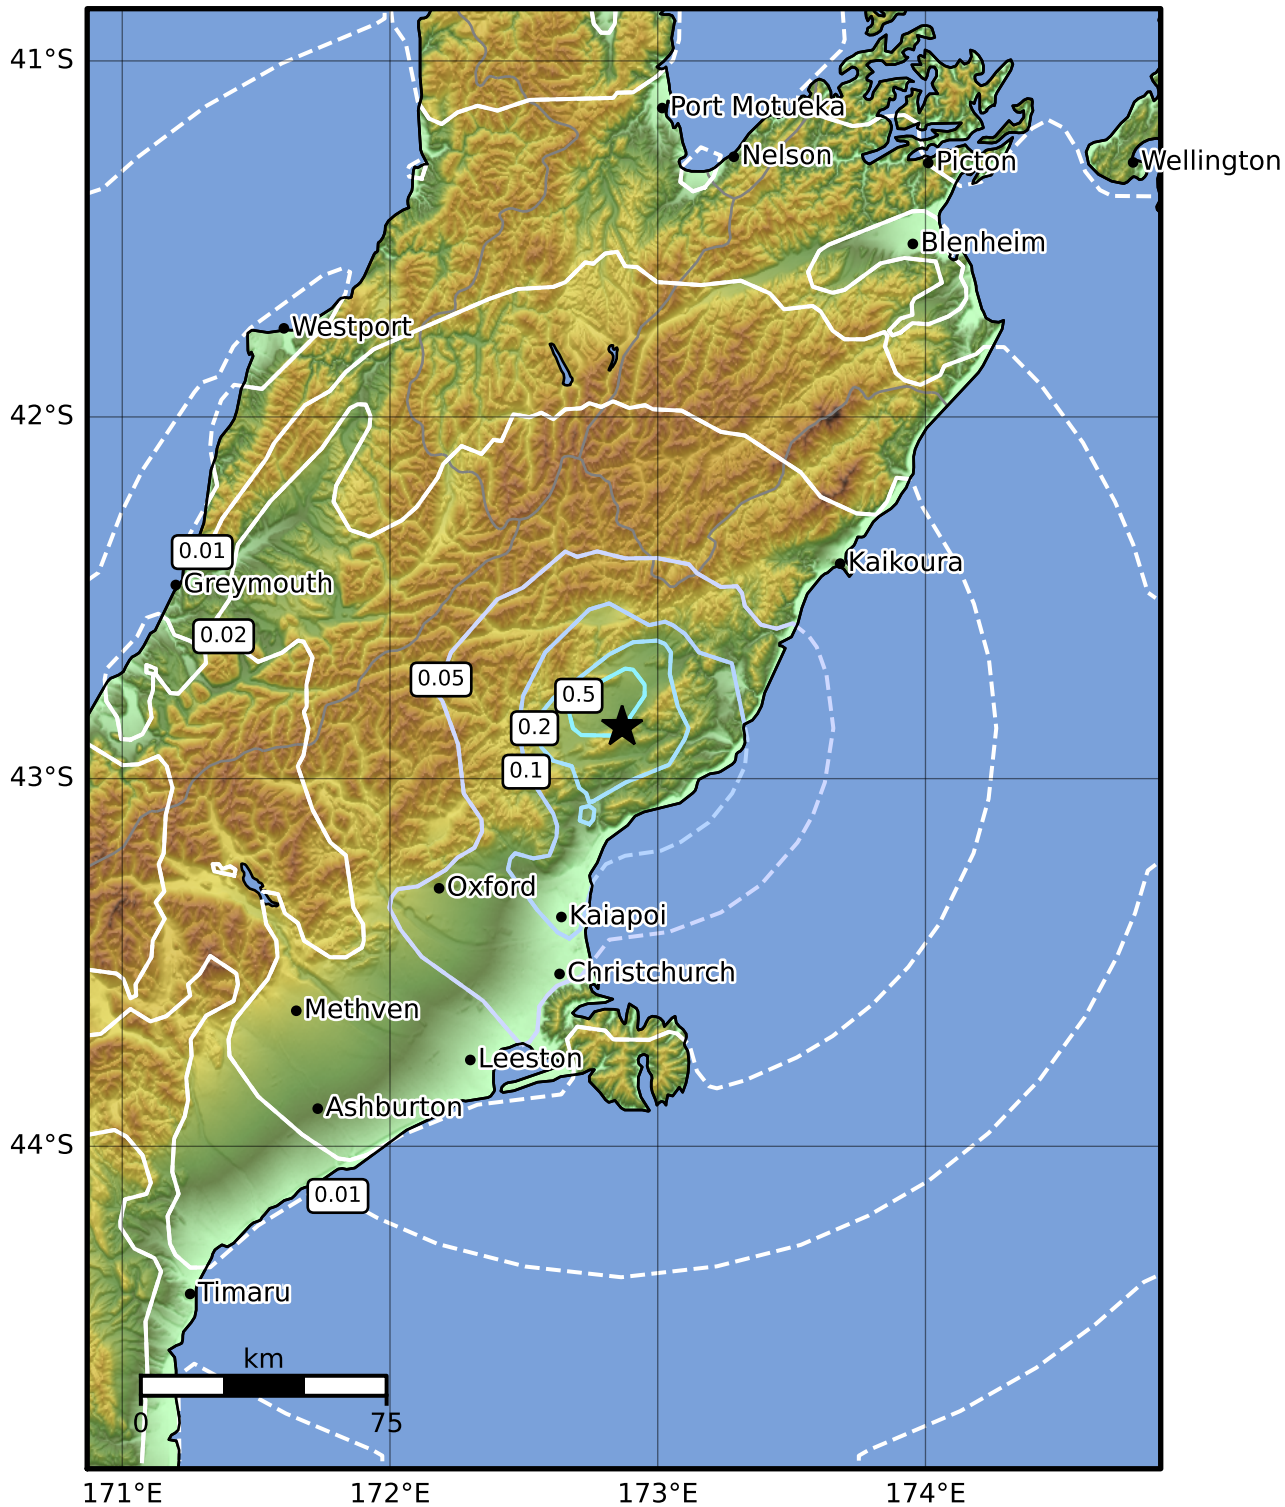 41°S
Port Motueka
Nelson
Picton
Wellington
Blenheim
Westport
42°S
0.01
Greymouth
Kaikoura
0.02
0.05
0.5
0.2
0.1
43°S
Oxford
Kaiapoi
Christchurch
Methven
Leeston
Ashburton
44°S
0.01
Timaru
km
0 75
171°E 172°E 173°E 174°E